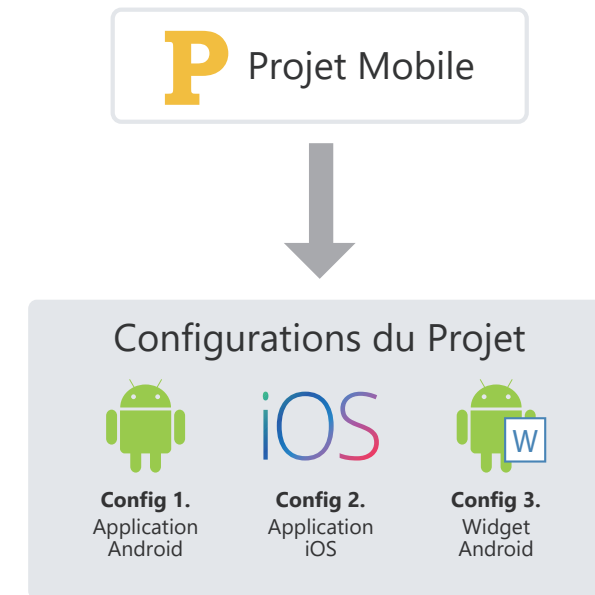 P Projet Mobile
Configurations du Projet
iOS
W
Config 1.
Application
Android
Config 2.
Application
iOS
Config 3.
Widget
Android